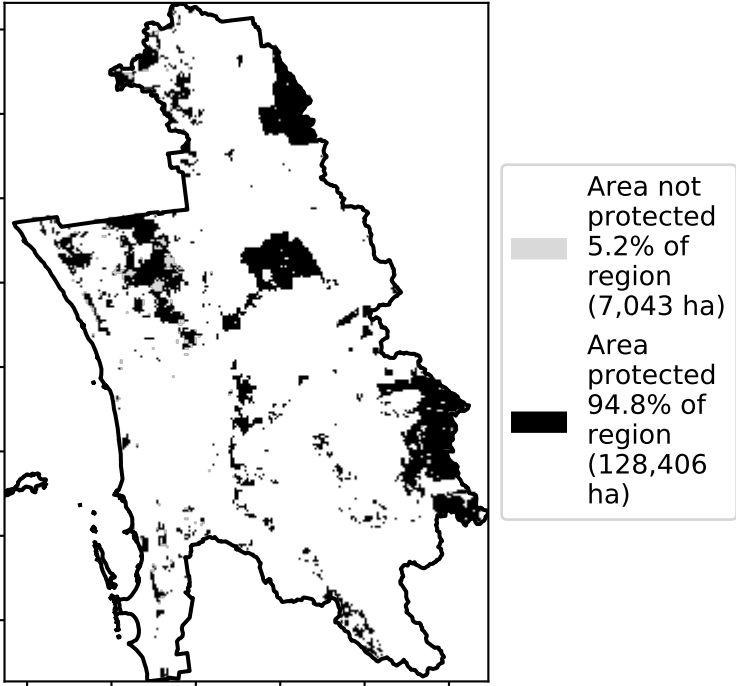 Area not
protected
5.2% of
region
(7,043 ha)
Area
protected
94.8% of
region
(128,406
ha)